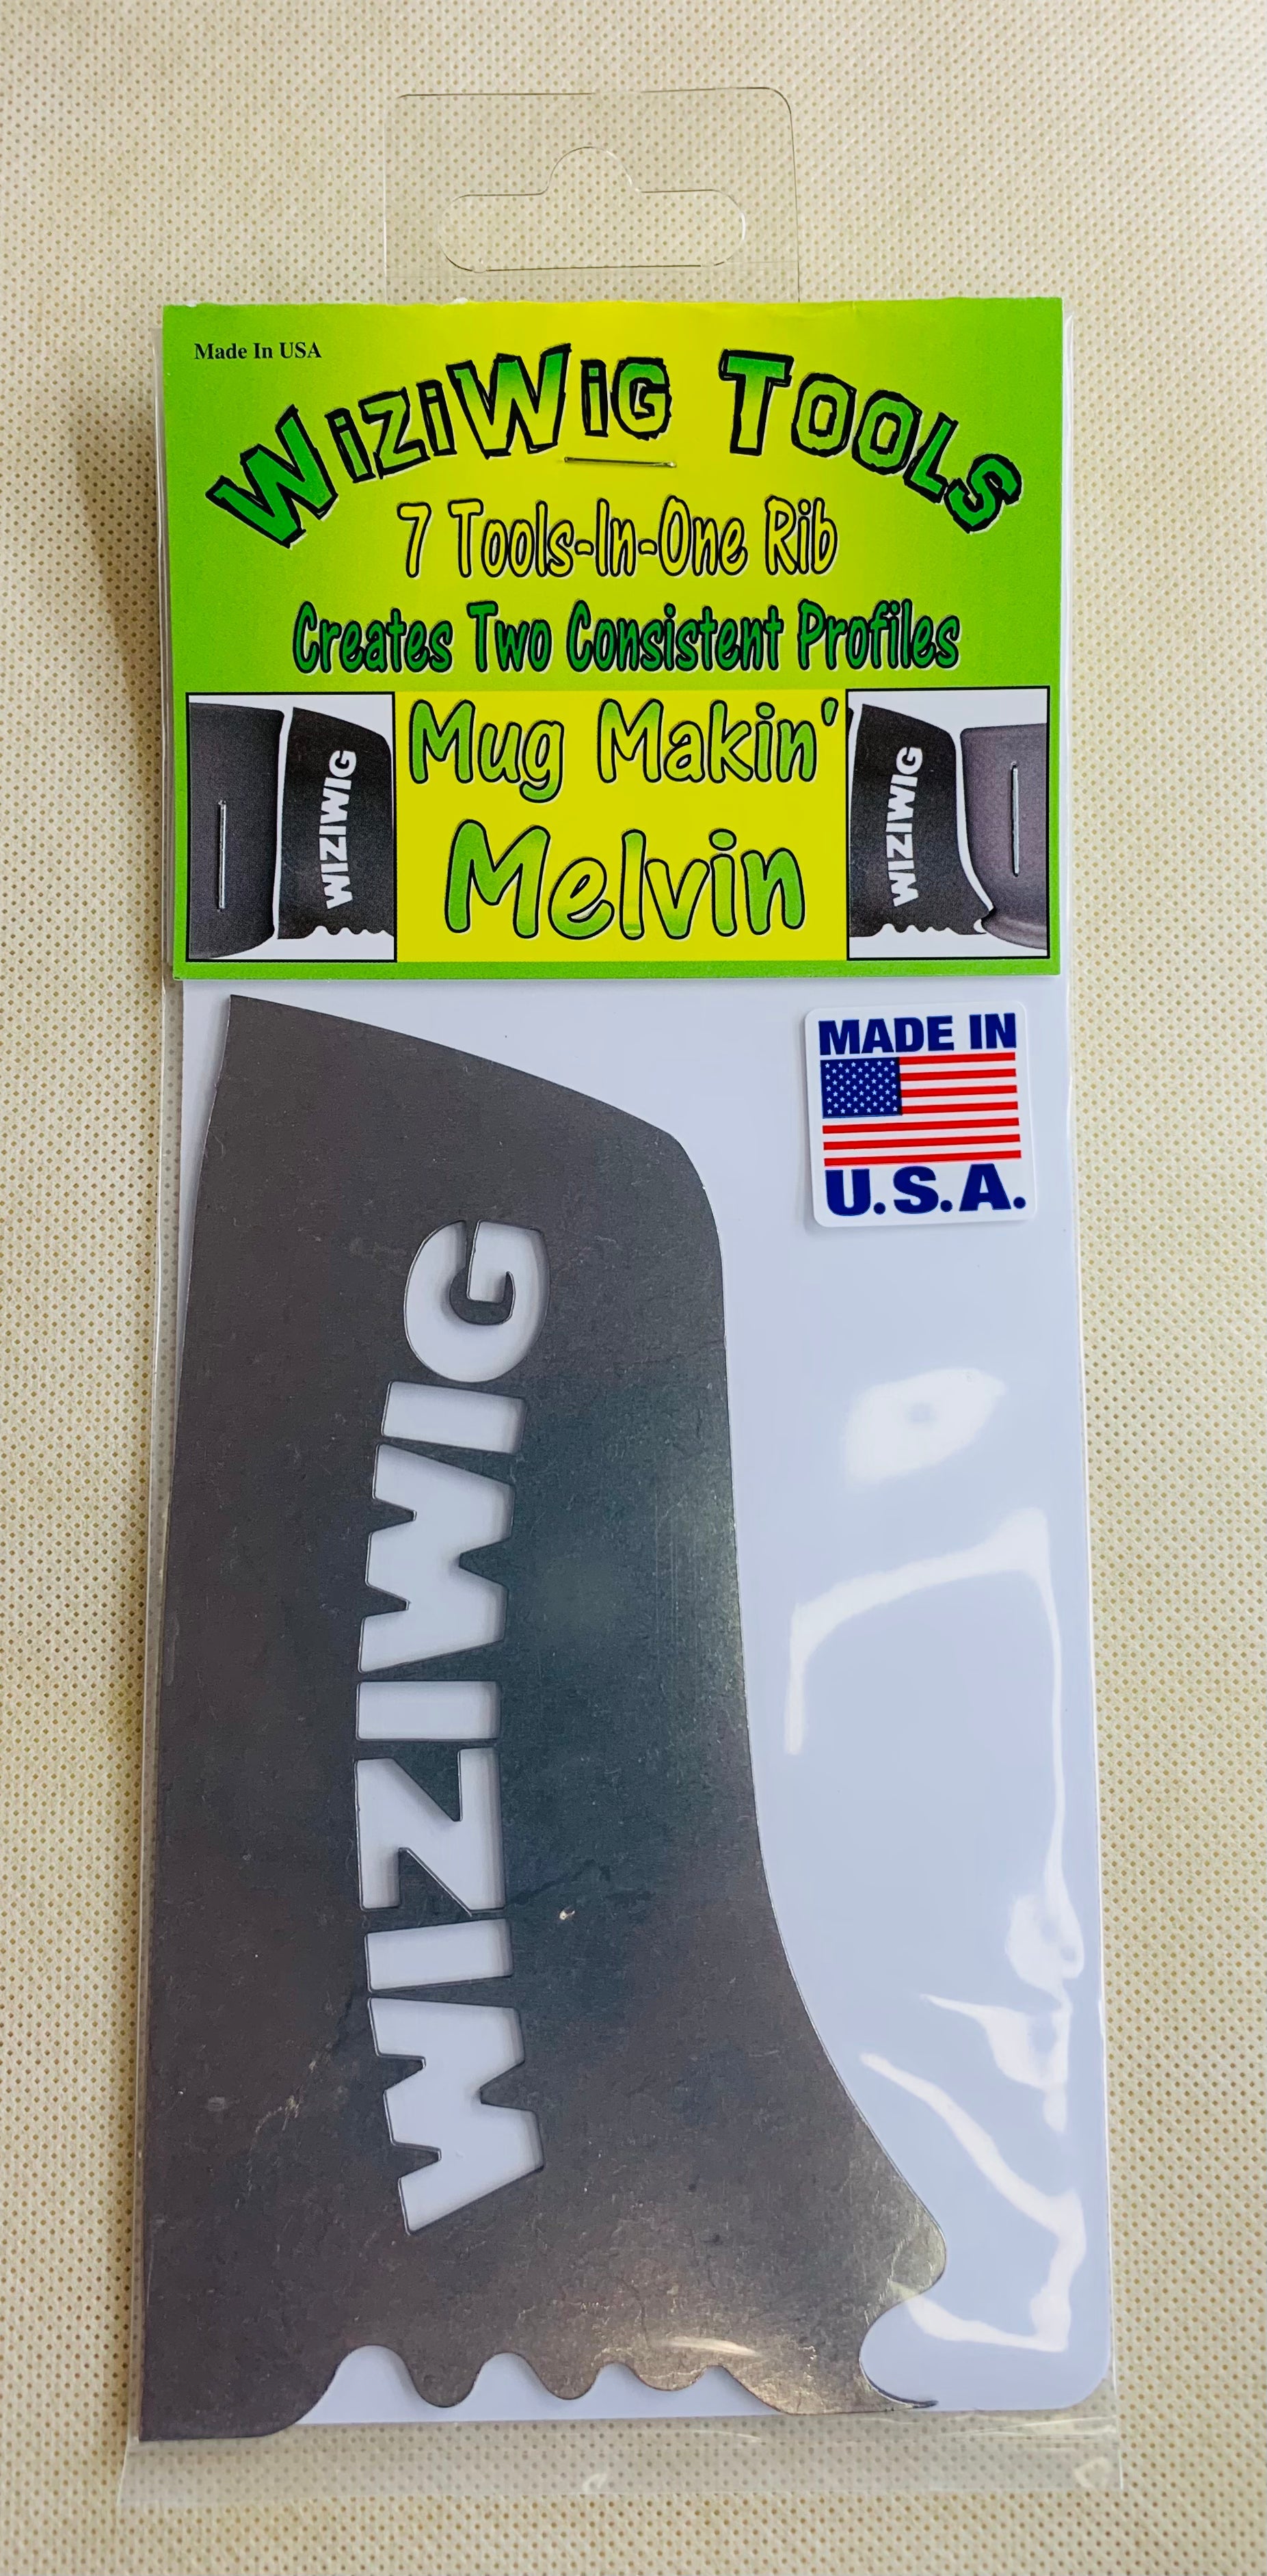 Made In USA
WiziWig Tools
7 Tools-In-One Rib
Creates Two Consistent Profiles
Mug Makin'
Melvin
WIZIWIG
WIZIWIG
MADE IN
U.S.A.
WIZIWIG